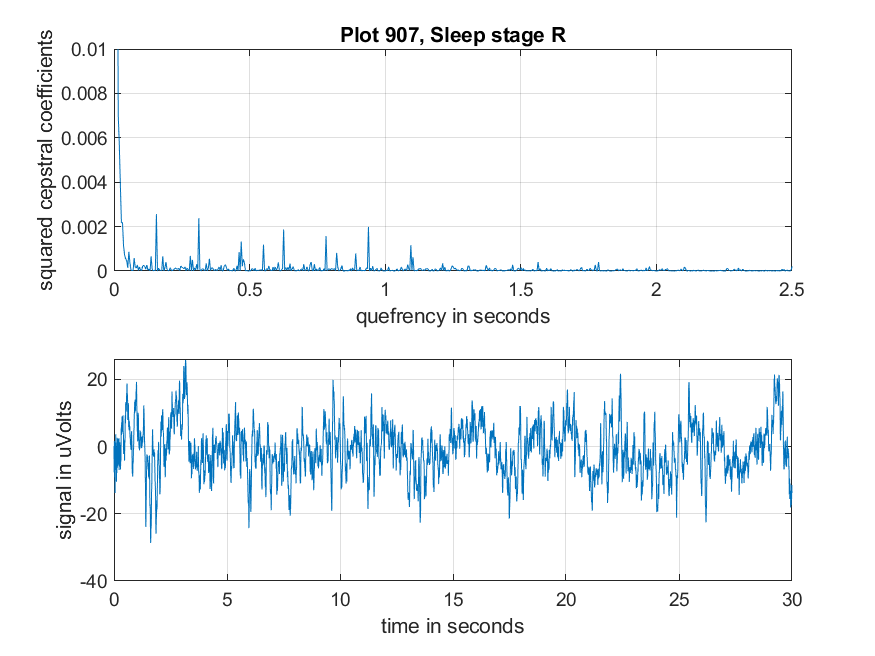 Plot 907, Sleep stage R
squared cepstral coefficients
0.01
0.008
0.006
0.004
0.002
0
0 0.5 1 1.5 2 2.5
quefrency in seconds
signal in uVolts
20
0
-20
-40
0 5 10 15 20 25 30
time in seconds